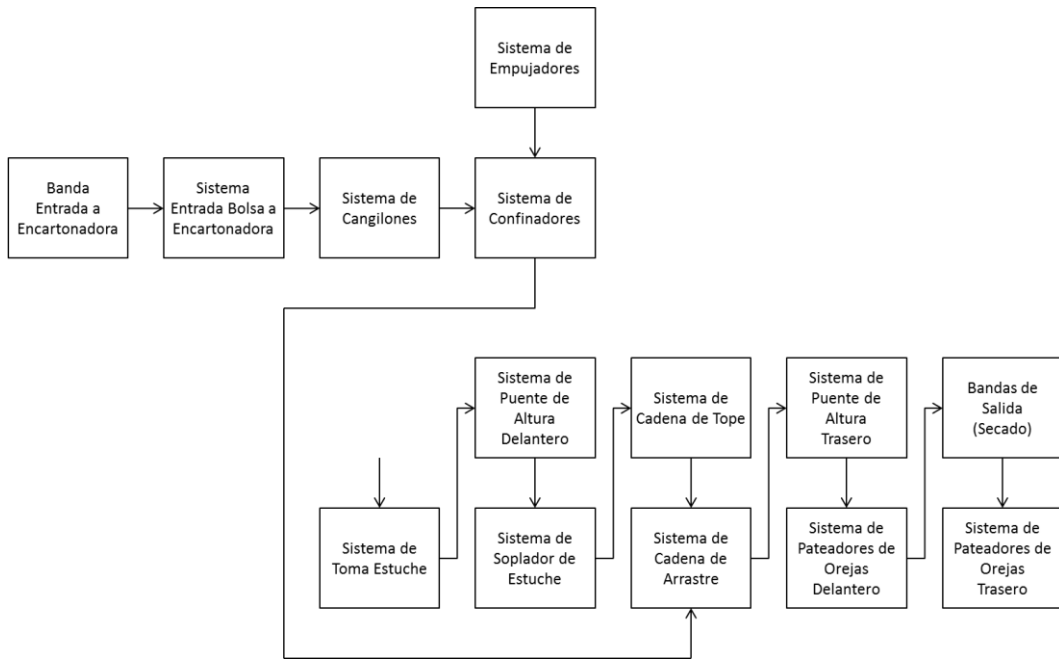 Sistema de
Empujadores
Banda
Entrada a
Encartonadora
Sistema
Entrada Bolsa a
Encartonadora
Sistema de
Cangilones
Sistema de
Confinadores
Sistema de
Puente de
Altura
Delantero
Sistema de
Cadena de Tope
Sistema de
Puente de
Altura
Trasero
Bandas de
Salida
(Secado)
Sistema de
Toma Estuche
Sistema de
Soplador de
Estuche
Sistema de
Cadena de
Arrastre
Sistema de
Pateadores de
Orejas
Delantero
Sistema de
Pateadores de
Orejas
Trasero